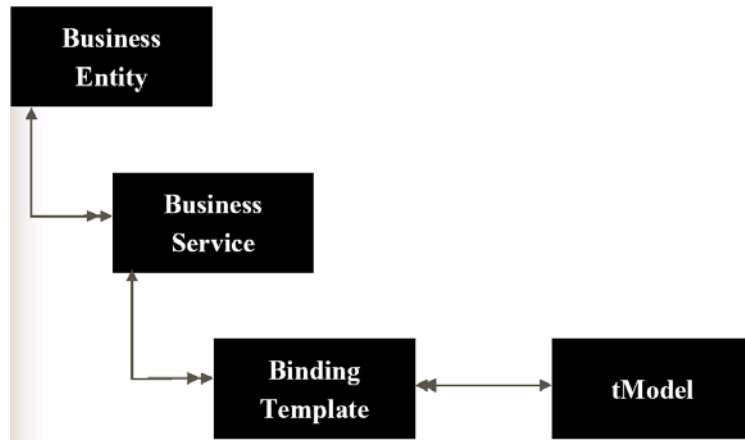 Business
Entity
Business
Service
Binding
Template
tModel